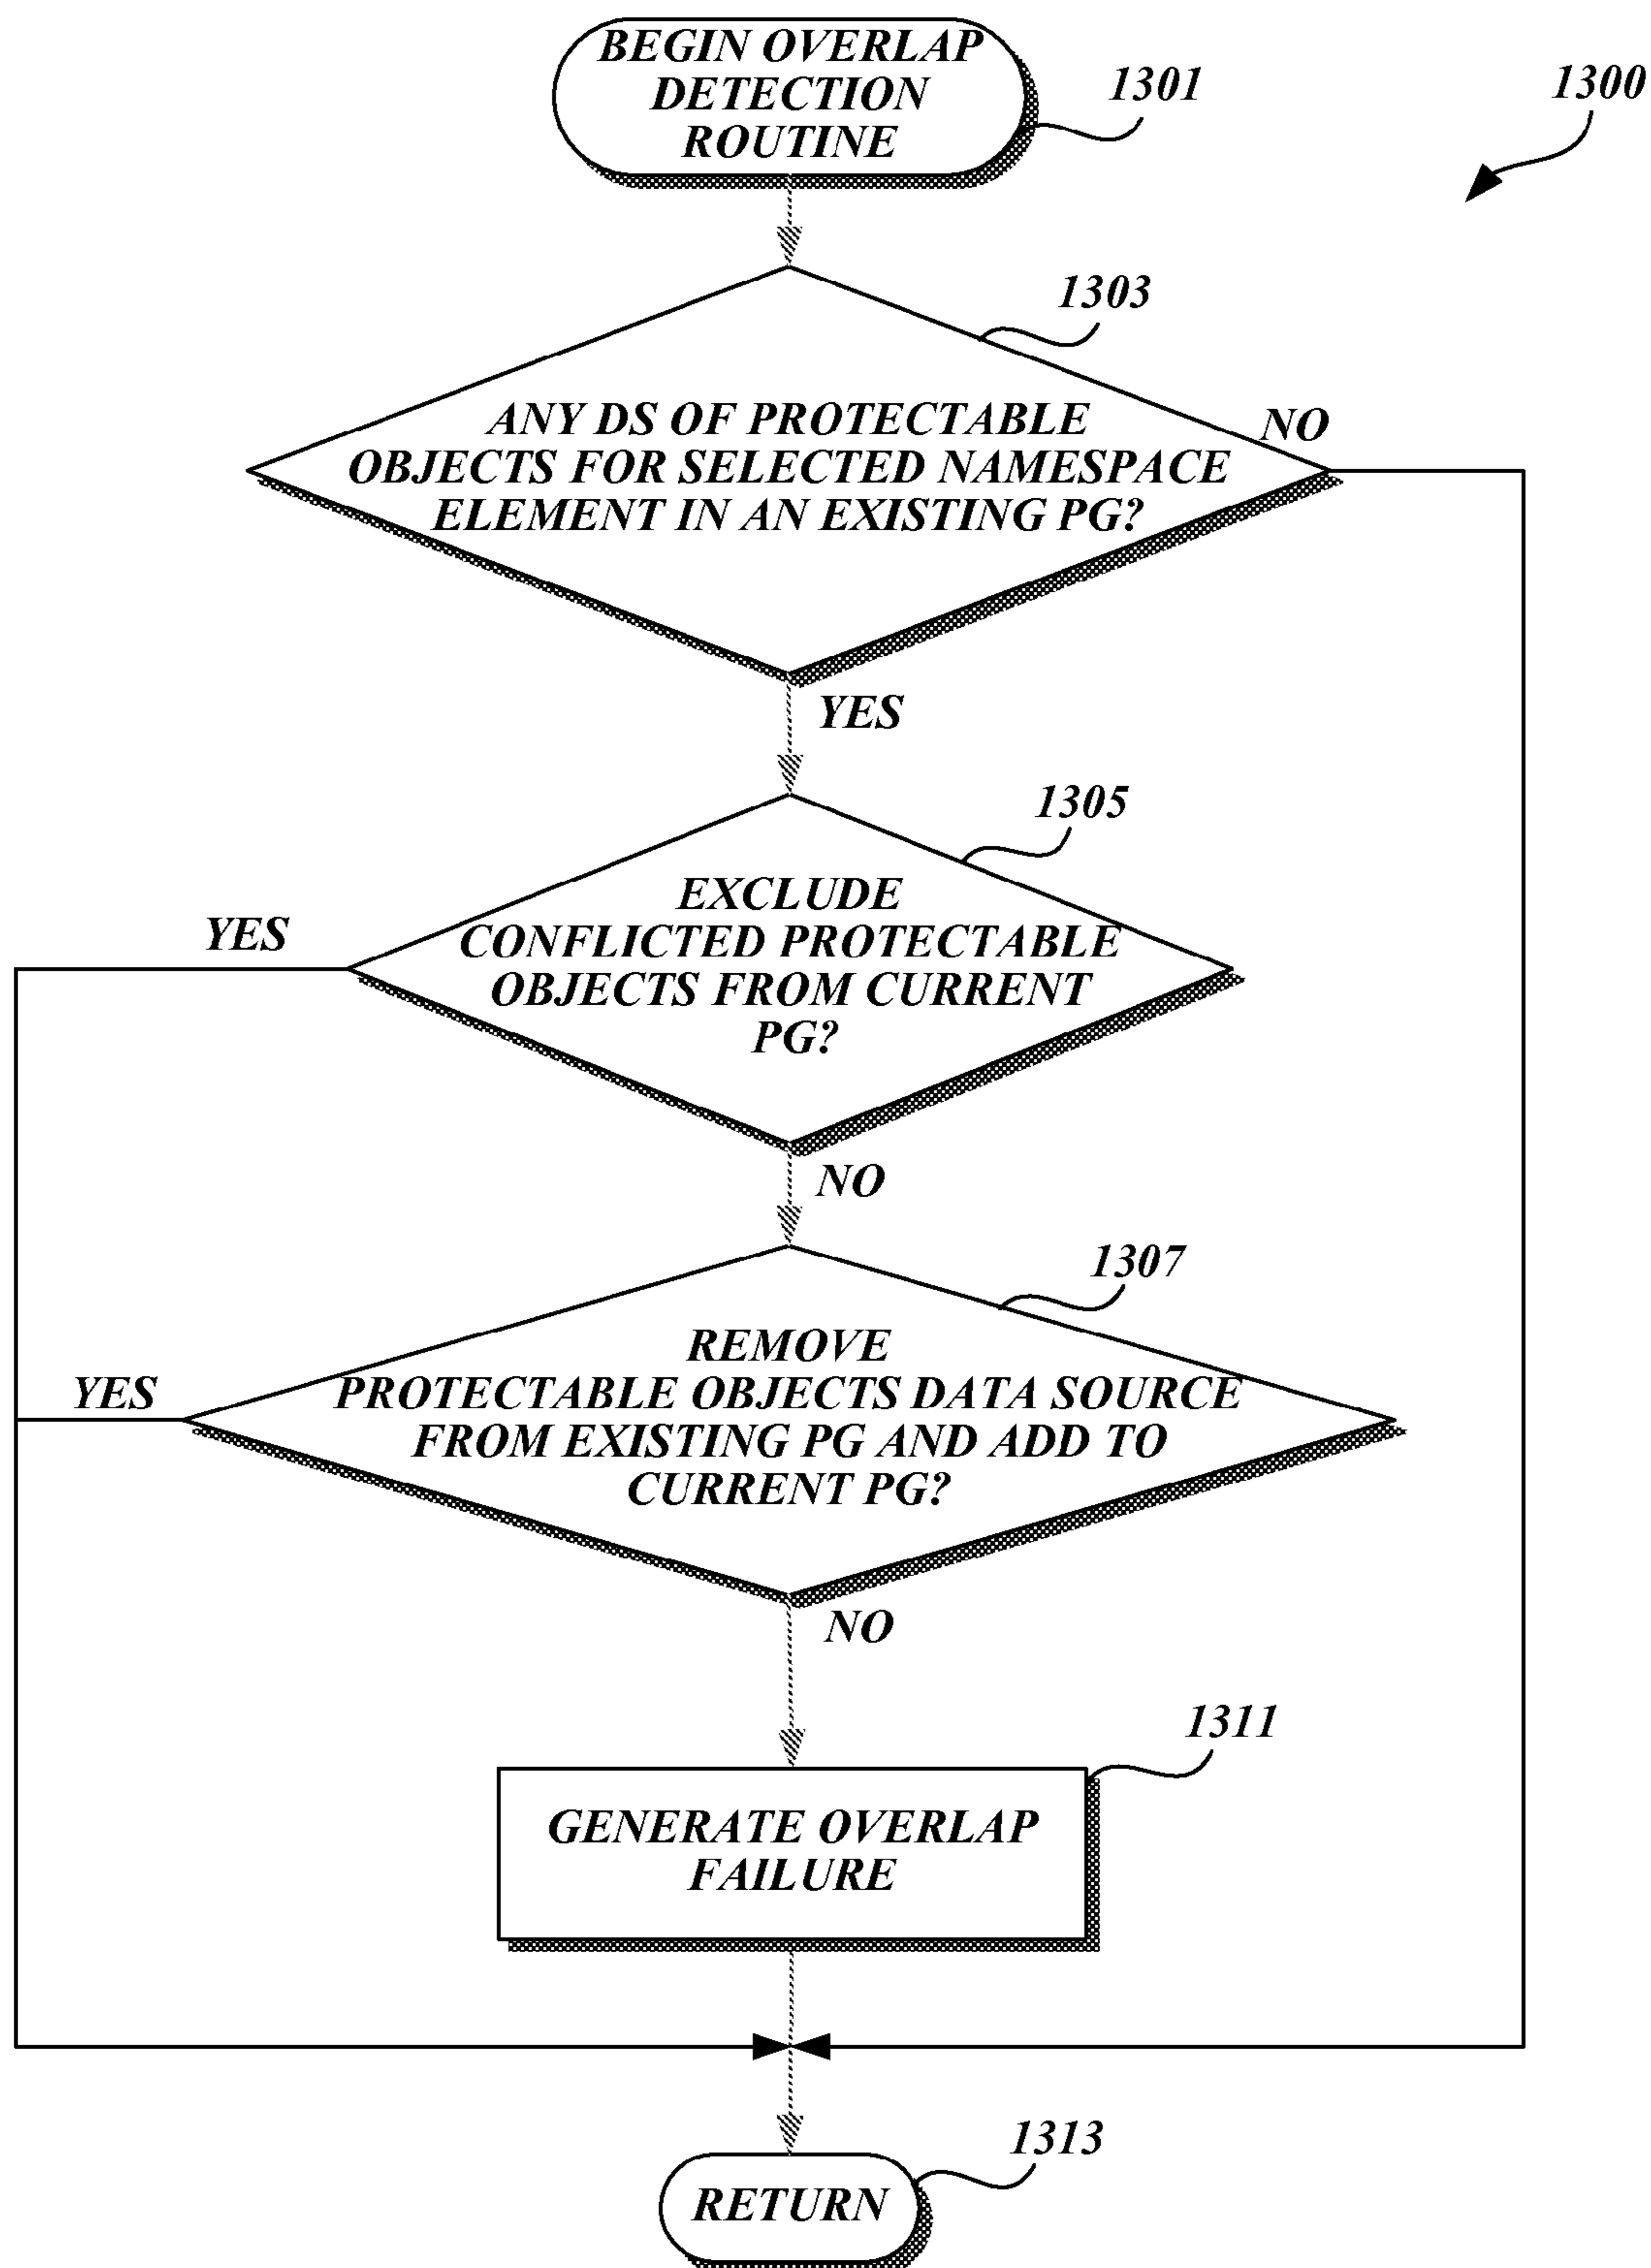 BEGIN OVERLAP
DETECTION
ROUTINE
1301
1300
1303
ANY DS OF PROTECTABLE
OBJECTS FOR SELECTED NAMESPACE
ELEMENT IN AN EXISTING PG?
NO
YES
1305
EXCLUDE
CONFLICTED PROTECTABLE
OBJECTS FROM CURRENT
PG?
YES
NO
1307
REMOVE
PROTECTABLE OBJECTS DATA SOURCE
FROM EXISTING PG AND ADD TO
CURRENT PG?
YES
NO
1311
GENERATE OVERLAP
FAILURE
1313
RETURN